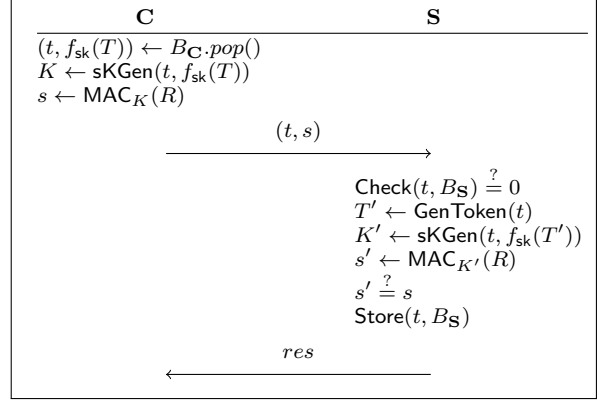 C S
(t, f_sk(T)) ← B_C.pop()
K ← sKGen(t, f_sk(T))
s ← MAC_K(R)
(t, s)
Check(t, B_S) ≟ 0
T′ ← GenToken(t)
K′ ← sKGen(t, f_sk(T′))
s′ ← MAC_K′(R)
s′ ≟ s
Store(t, B_S)
res